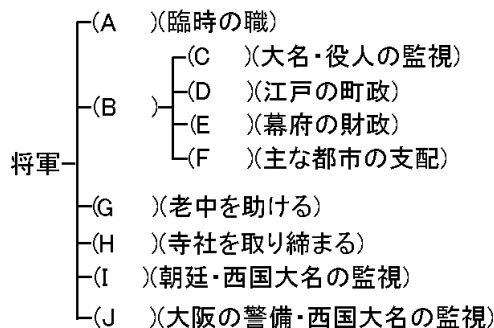 (A )(臨時の職)
(C )(大名・役人の監視)
(D )(江戸の町政)
(B )
(E )(幕府の財政)
(F )(主な都市の支配)
将軍
(G )(老中を助ける)
(H )(寺社を取り締まる)
(I )(朝廷・西国大名の監視)
(J )(大阪の警備・西国大名の監視)